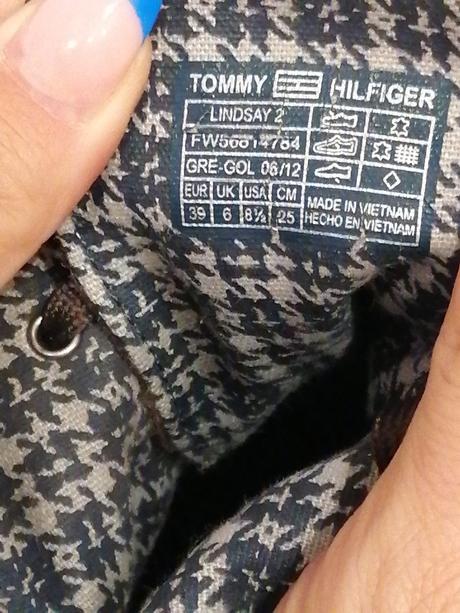 TOMMY HILFIGER
LINDSAY 2
FW56814784
GRE-GOL 06/12
EUR UK USA CM
39 6 8½ 25
MADE IN VIETNAM
HECHO EN VIETNAM